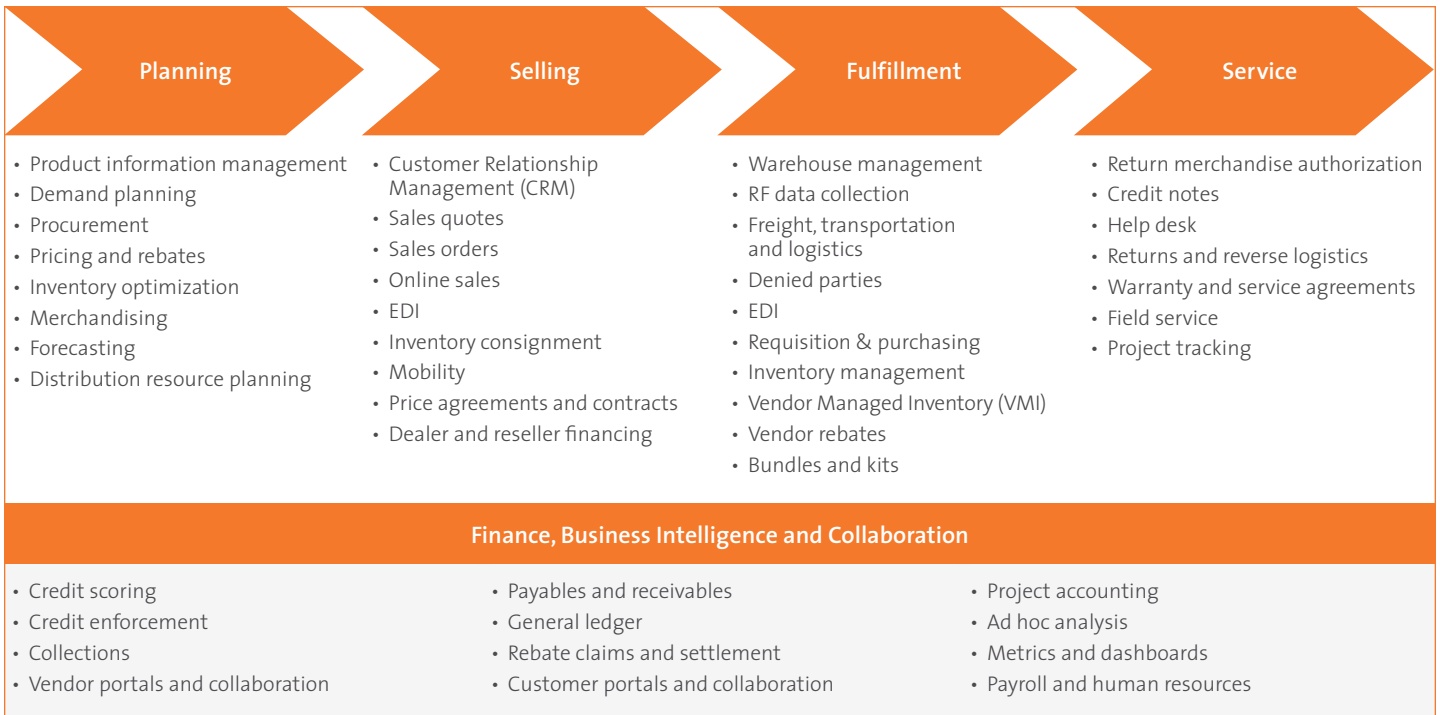 Planning
Selling
Fulfillment
Service
• Product information management
• Demand planning
• Procurement
• Pricing and rebates
• Inventory optimization
• Merchandising
• Forecasting
• Distribution resource planning
• Customer Relationship
Management (CRM)
• Sales quotes
• Sales orders
• Online sales
• EDI
• Inventory consignment
• Mobility
• Price agreements and contracts
• Dealer and reseller financing
• Warehouse management
• RF data collection
• Freight, transportation
and logistics
• Denied parties
• EDI
• Requisition & purchasing
• Inventory management
• Vendor Managed Inventory (VMI)
• Vendor rebates
• Bundles and kits
• Return merchandise authorization
• Credit notes
• Help desk
• Returns and reverse logistics
• Warranty and service agreements
• Field service
• Project tracking
Finance, Business Intelligence and Collaboration
• Credit scoring
• Credit enforcement
• Collections
• Vendor portals and collaboration
• Payables and receivables
• General ledger
• Rebate claims and settlement
• Customer portals and collaboration
• Project accounting
• Ad hoc analysis
• Metrics and dashboards
• Payroll and human resources